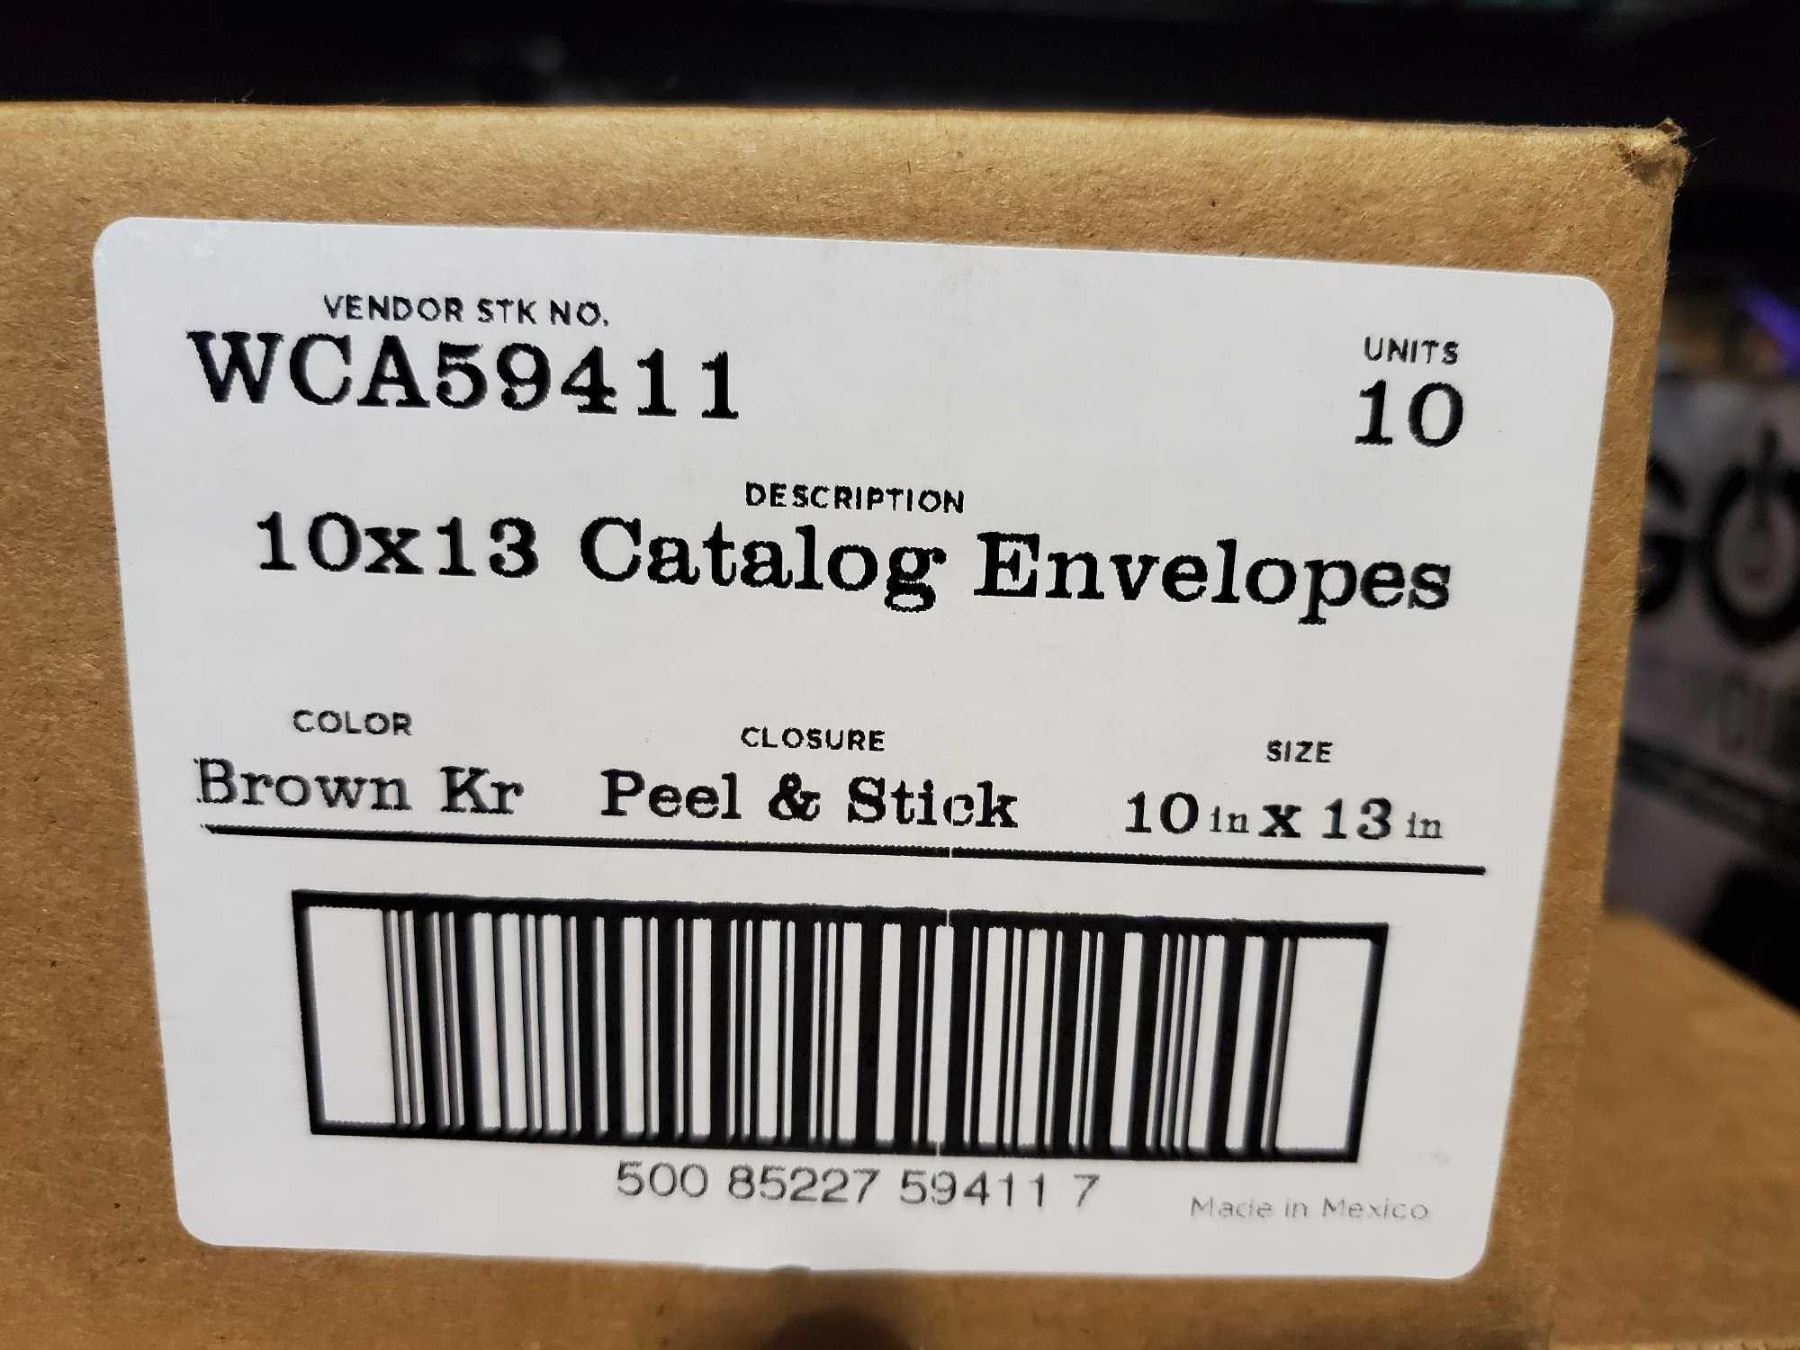 VENDOR STK NO.
WCA59411
UNITS
10
DESCRIPTION
10x13 Catalog Envelopes
COLOR
Brown Kr
CLOSURE
Peel & Stick
SIZE
10 in x 13 in
500 85227 59411 7
Made in Mexico